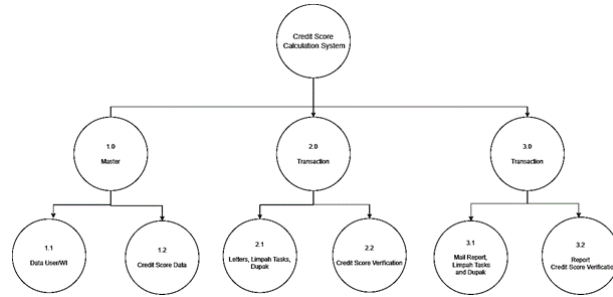 Credit Score
Calculation System
1.0
Master
2.0
Transaction
3.0
Transaction
1.1
Data User/WI
1.2
Credit Score Data
2.1
Letters, Limpah Tasks,
Dupak
2.2
Credit Score Verification
3.1
Mail Report,
Limpah Tasks
and Dupak
3.2
Report
Credit Score Verificatio